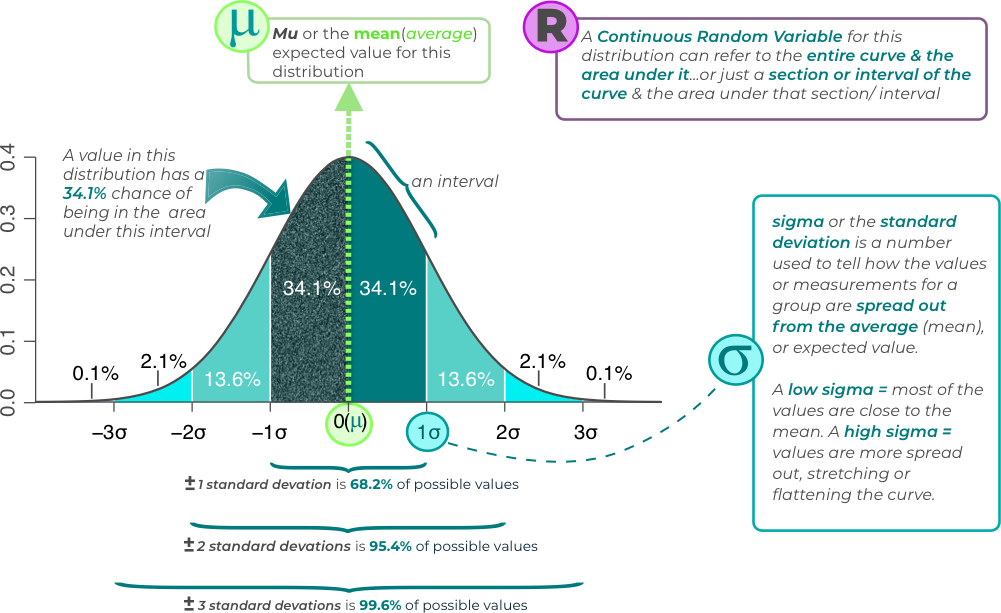 μ
Mu or the mean(average)
expected value for this
distribution
R
A Continuous Random Variable for this
distribution can refer to the entire curve & the
area under it...or just a section or interval of the
curve & the area under that section/ interval
A value in this
distribution has a
34.1% chance of
being in the area
under this interval
an interval
0.4
0.3
0.2
0.1
0.0
34.1%
34.1%
13.6%
13.6%
2.1%
2.1%
0.1%
0.1%
−3σ
−2σ
−1σ
0(μ)
1σ
2σ
3σ
σ
sigma or the standard
deviation is a number
used to tell how the values
or measurements for a
group are spread out
from the average (mean),
or expected value.
A low sigma = most of the
values are close to the
mean. A high sigma =
values are more spread
out, stretching or
flattening the curve.
± 1 standard devation is 68.2% of possible values
± 2 standard devations is 95.4% of possible values
± 3 standard devations is 99.6% of possible values